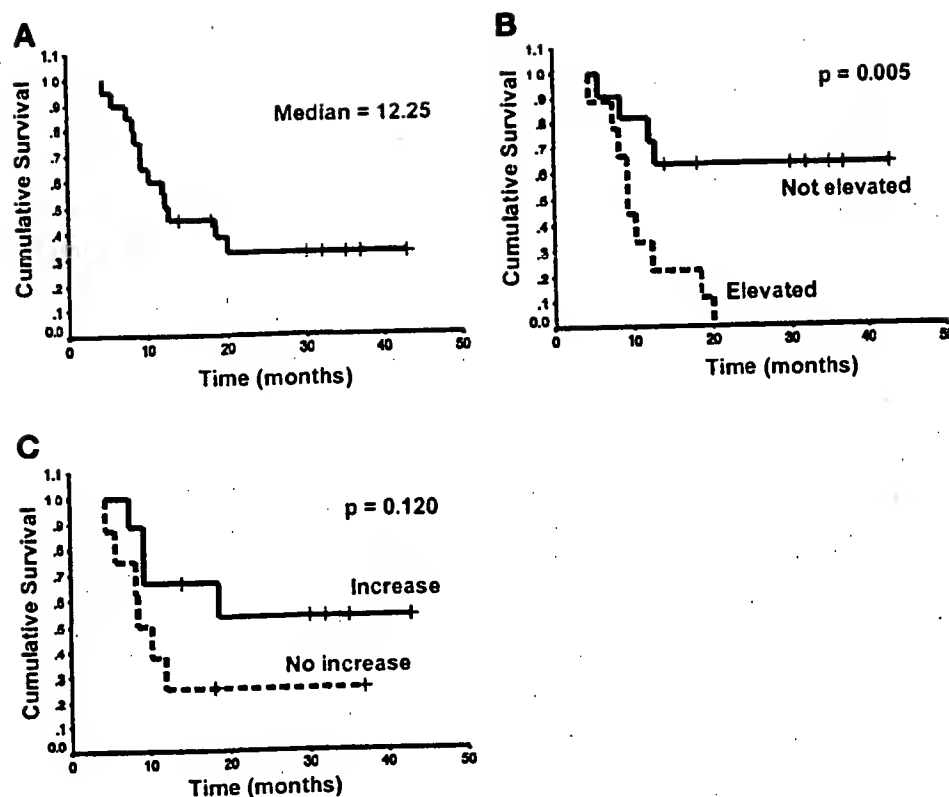 A
Cumulative Survival
1.1
1.0
.9
.8
.7
.6
.5
.4
.3
.2
.1
0.0
Median = 12.25
0 10 20 30 40 50
Time (months)
B
Cumulative Survival
1.1
1.0
.9
.8
.7
.6
.5
.4
.3
.2
.1
0.0
p = 0.005
Not elevated
Elevated
0 10 20 30 40 50
Time (months)
C
Cumulative Survival
1.1
1.0
.9
.8
.7
.6
.5
.4
.3
.2
.1
0.0
p = 0.120
Increase
No increase
0 10 20 30 40 50
Time (months)